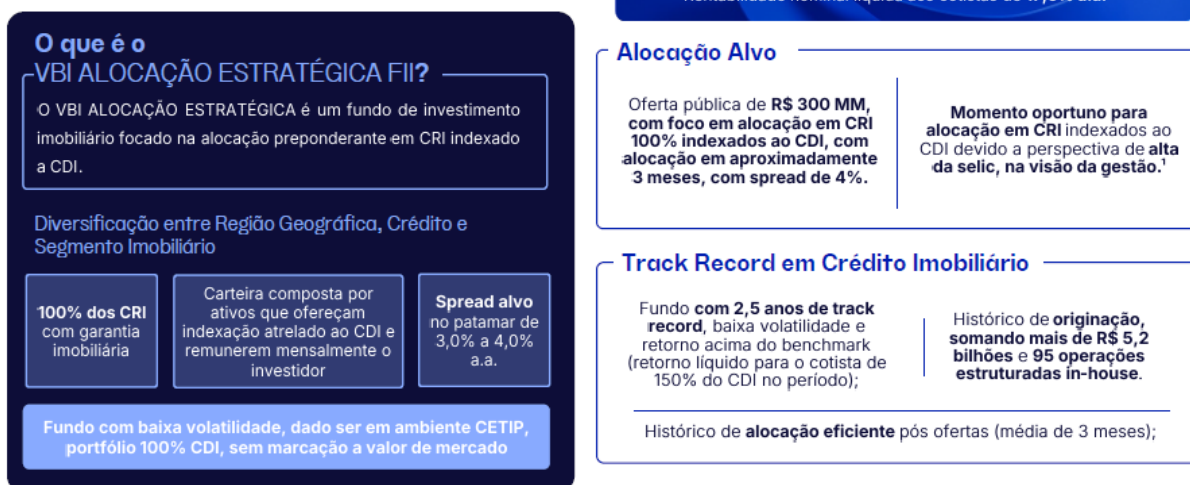 O que é o
VBI ALOCAÇÃO ESTRATÉGICA FII?
O VBI ALOCAÇÃO ESTRATÉGICA é um fundo de investimento
imobiliário focado na alocação preponderante em CRI indexado
a CDI.
Diversificação entre Região Geográfica, Crédito e
Segmento Imobiliário
100% dos CRI
com garantia
imobiliária
Carteira composta por
ativos que ofereçam
indexação atrelado ao CDI e
remunerem mensalmente o
investidor
Spread alvo
no patamar de
3,0% a 4,0%
a.a.
Fundo com baixa volatilidade, dado ser em ambiente CETIP,
portfólio 100% CDI, sem marcação a valor de mercado
Alocação Alvo
Oferta pública de R$ 300 MM,
com foco em alocação em CRI
100% indexados ao CDI, com
alocação em aproximadamente
3 meses, com spread de 4%.
Momento oportuno para
alocação em CRI indexados ao
CDI devido a perspectiva de alta
da selic, na visão da gestão.¹
Track Record em Crédito Imobiliário
Fundo com 2,5 anos de track
record, baixa volatilidade e
retorno acima do benchmark
(retorno líquido para o cotista de
150% do CDI no período);
Histórico de originação,
somando mais de R$ 5,2
bilhões e 95 operações
estruturadas in-house.
Histórico de alocação eficiente pós ofertas (média de 3 meses);